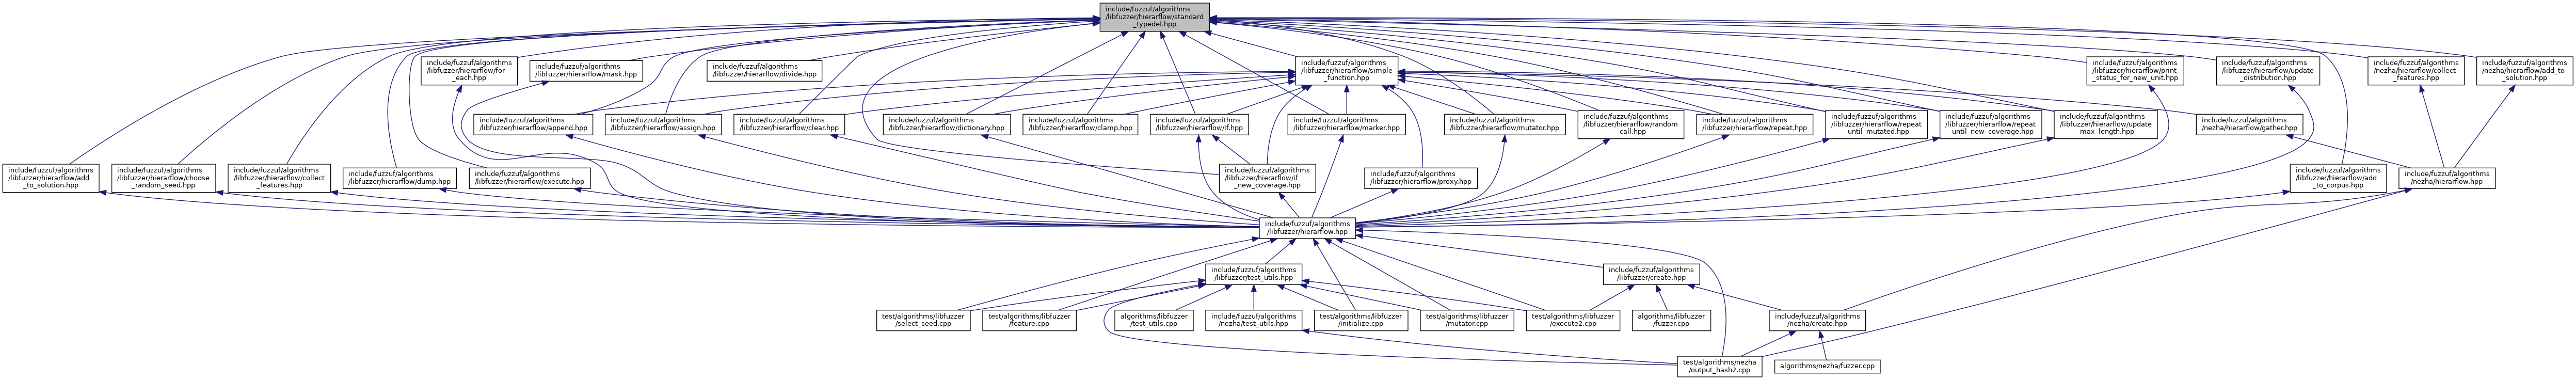 include/fuzzuf/algorithms
/libfuzzer/hierarflow/standard
_typedef.hpp
include/fuzzuf/algorithms
/libfuzzer/hierarflow/for
_each.hpp
include/fuzzuf/algorithms
/libfuzzer/hierarflow/mask.hpp
include/fuzzuf/algorithms
/libfuzzer/hierarflow/divide.hpp
include/fuzzuf/algorithms
/libfuzzer/hierarflow/simple
_function.hpp
include/fuzzuf/algorithms
/libfuzzer/hierarflow/print
_status_for_new_unit.hpp
include/fuzzuf/algorithms
/libfuzzer/hierarflow/update
_distribution.hpp
include/fuzzuf/algorithms
/nezha/hierarflow/collect
_features.hpp
include/fuzzuf/algorithms
/nezha/hierarflow/add_to
_solution.hpp
include/fuzzuf/algorithms
/libfuzzer/hierarflow/append.hpp
include/fuzzuf/algorithms
/libfuzzer/hierarflow/assign.hpp
include/fuzzuf/algorithms
/libfuzzer/hierarflow/clear.hpp
include/fuzzuf/algorithms
/libfuzzer/hierarflow/dictionary.hpp
include/fuzzuf/algorithms
/libfuzzer/hierarflow/clamp.hpp
include/fuzzuf/algorithms
/libfuzzer/hierarflow/if.hpp
include/fuzzuf/algorithms
/libfuzzer/hierarflow/marker.hpp
include/fuzzuf/algorithms
/libfuzzer/hierarflow/mutator.hpp
include/fuzzuf/algorithms
/libfuzzer/hierarflow/random
_call.hpp
include/fuzzuf/algorithms
/libfuzzer/hierarflow/repeat.hpp
include/fuzzuf/algorithms
/libfuzzer/hierarflow/repeat
_until_mutated.hpp
include/fuzzuf/algorithms
/libfuzzer/hierarflow/repeat
_until_new_coverage.hpp
include/fuzzuf/algorithms
/libfuzzer/hierarflow/update
_max_length.hpp
include/fuzzuf/algorithms
/nezha/hierarflow/gather.hpp
include/fuzzuf/algorithms
/libfuzzer/hierarflow/add
_to_solution.hpp
include/fuzzuf/algorithms
/libfuzzer/hierarflow/choose
_random_seed.hpp
include/fuzzuf/algorithms
/libfuzzer/hierarflow/collect
_features.hpp
include/fuzzuf/algorithms
/libfuzzer/hierarflow/dump.hpp
include/fuzzuf/algorithms
/libfuzzer/hierarflow/execute.hpp
include/fuzzuf/algorithms
/libfuzzer/hierarflow/if
_new_coverage.hpp
include/fuzzuf/algorithms
/libfuzzer/hierarflow/proxy.hpp
include/fuzzuf/algorithms
/libfuzzer/hierarflow/add
_to_corpus.hpp
include/fuzzuf/algorithms
/nezha/hierarflow.hpp
include/fuzzuf/algorithms
/libfuzzer/hierarflow.hpp
include/fuzzuf/algorithms
/libfuzzer/test_utils.hpp
include/fuzzuf/algorithms
/libfuzzer/create.hpp
test/algorithms/libfuzzer
/select_seed.cpp
test/algorithms/libfuzzer
/feature.cpp
algorithms/libfuzzer
/test_utils.cpp
include/fuzzuf/algorithms
/nezha/test_utils.hpp
test/algorithms/libfuzzer
/initialize.cpp
test/algorithms/libfuzzer
/mutator.cpp
test/algorithms/libfuzzer
/execute2.cpp
algorithms/libfuzzer
/fuzzer.cpp
include/fuzzuf/algorithms
/nezha/create.hpp
test/algorithms/nezha
/output_hash2.cpp
algorithms/nezha/fuzzer.cpp